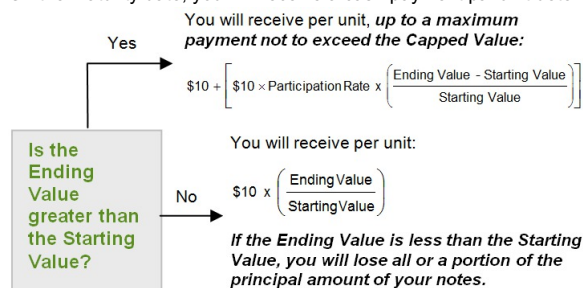 You will receive per unit, up to a maximum
payment not to exceed the Capped Value:
Yes
$10 + [ $10 × Participation Rate x ( Ending Value - Starting Value / Starting Value ) ]
Is the
Ending
Value
greater than
the Starting
Value?
No
You will receive per unit:
$10 x ( Ending Value / Starting Value )
If the Ending Value is less than the Starting
Value, you will lose all or a portion of the
principal amount of your notes.